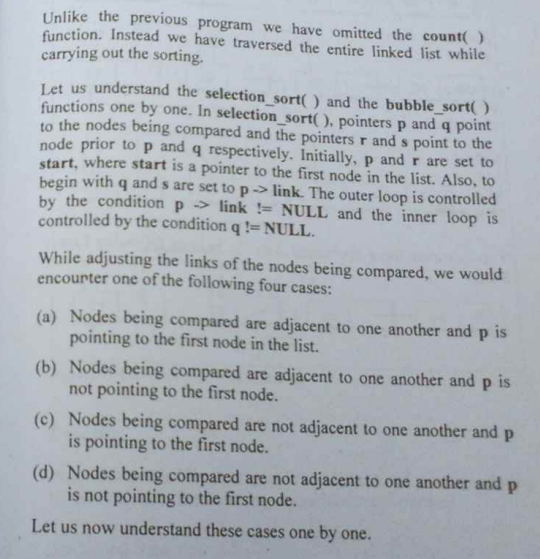 Unlike the previous program we have omitted the count( )
function. Instead we have traversed the entire linked list while
carrying out the sorting.
Let us understand the selection_sort( ) and the bubble_sort( )
functions one by one. In selection_sort( ), pointers p and q point
to the nodes being compared and the pointers r and s point to the
node prior to p and q respectively. Initially, p and r are set to
start, where start is a pointer to the first node in the list. Also, to
begin with q and s are set to p -> link. The outer loop is controlled
by the condition p -> link != NULL and the inner loop is
controlled by the condition q != NULL.
While adjusting the links of the nodes being compared, we would
encounter one of the following four cases:
(a) Nodes being compared are adjacent to one another and p is
pointing to the first node in the list.
(b) Nodes being compared are adjacent to one another and p is
not pointing to the first node.
(c) Nodes being compared are not adjacent to one another and p
is pointing to the first node.
(d) Nodes being compared are not adjacent to one another and p
is not pointing to the first node.
Let us now understand these cases one by one.